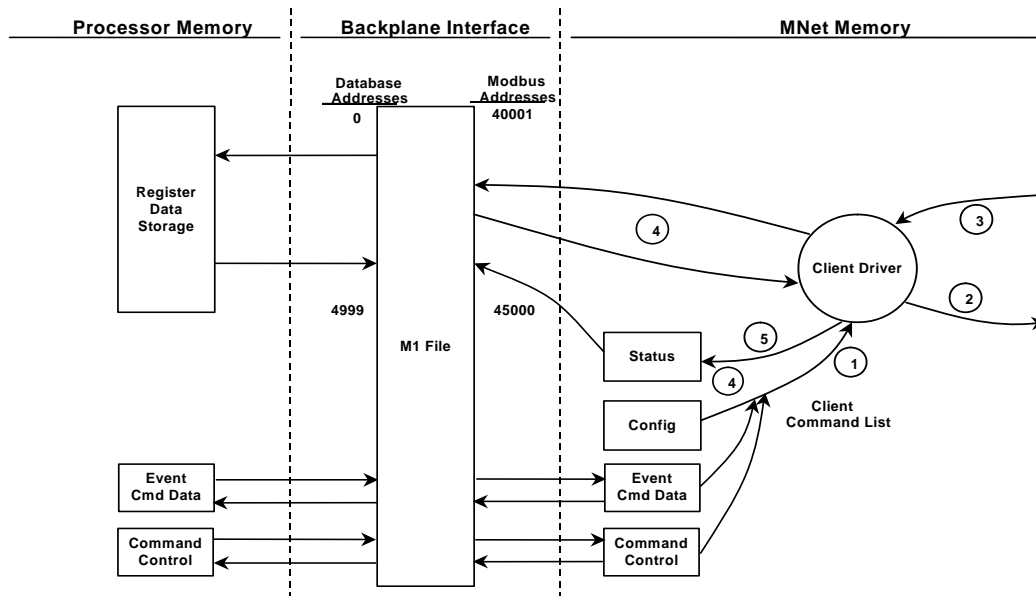 Processor Memory
Backplane Interface
MNet Memory
Database
Addresses
0
Modbus
Addresses
40001
Register
Data
Storage
4
3
Client Driver
2
4999
45000
M1 File
Status
5
1
4
Config
Client
Command List
Event
Cmd Data
Event
Cmd Data
Command
Control
Command
Control